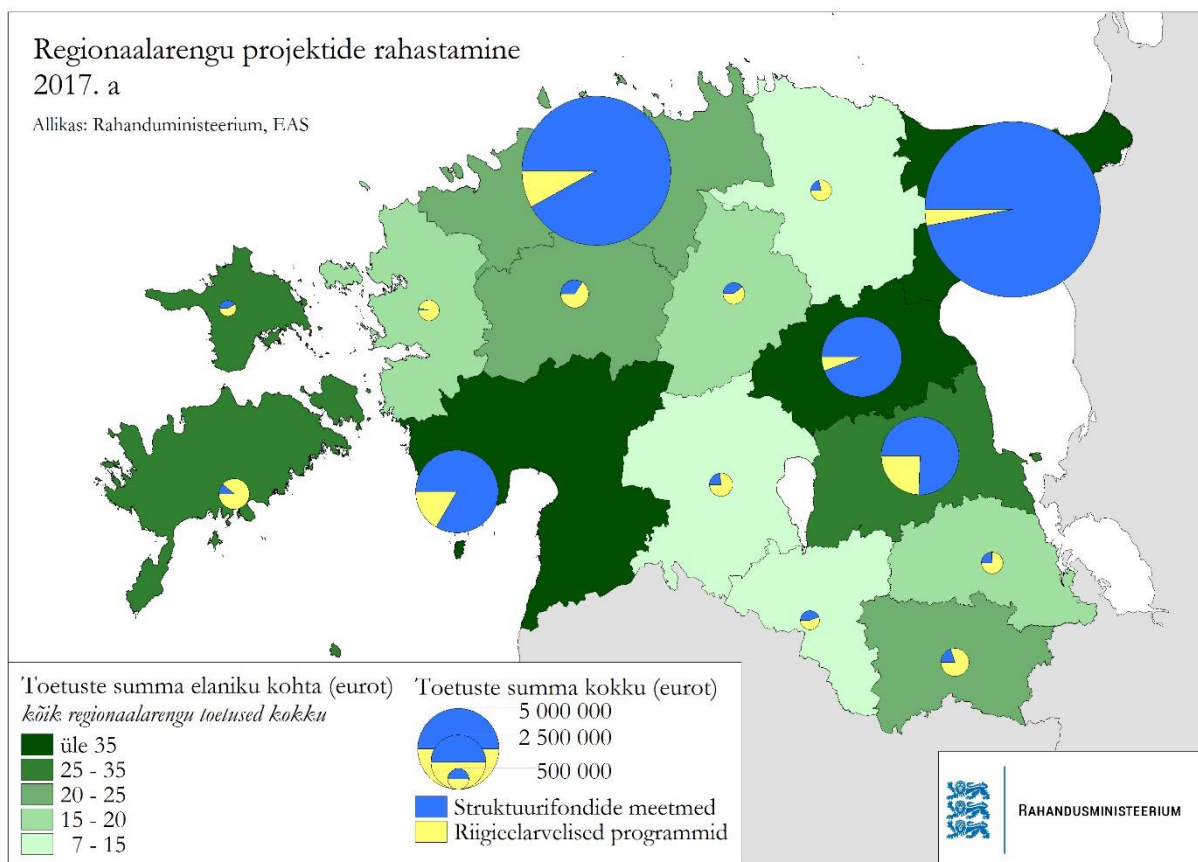 Regionaalarengu projektide rahastamine
2017. a
Allikas: Rahanduministeerium, EAS
Toetuste summa elaniku kohta (eurot)
kõik regionaalarengu toetused kokku
üle 35
25 - 35
20 - 25
15 - 20
7 - 15
Toetuste summa kokku (eurot)
5 000 000
2 500 000
500 000
Struktuurifondide meetmed
Riigieelarvelised programmid
RAHANDUSMINISTEERIUM